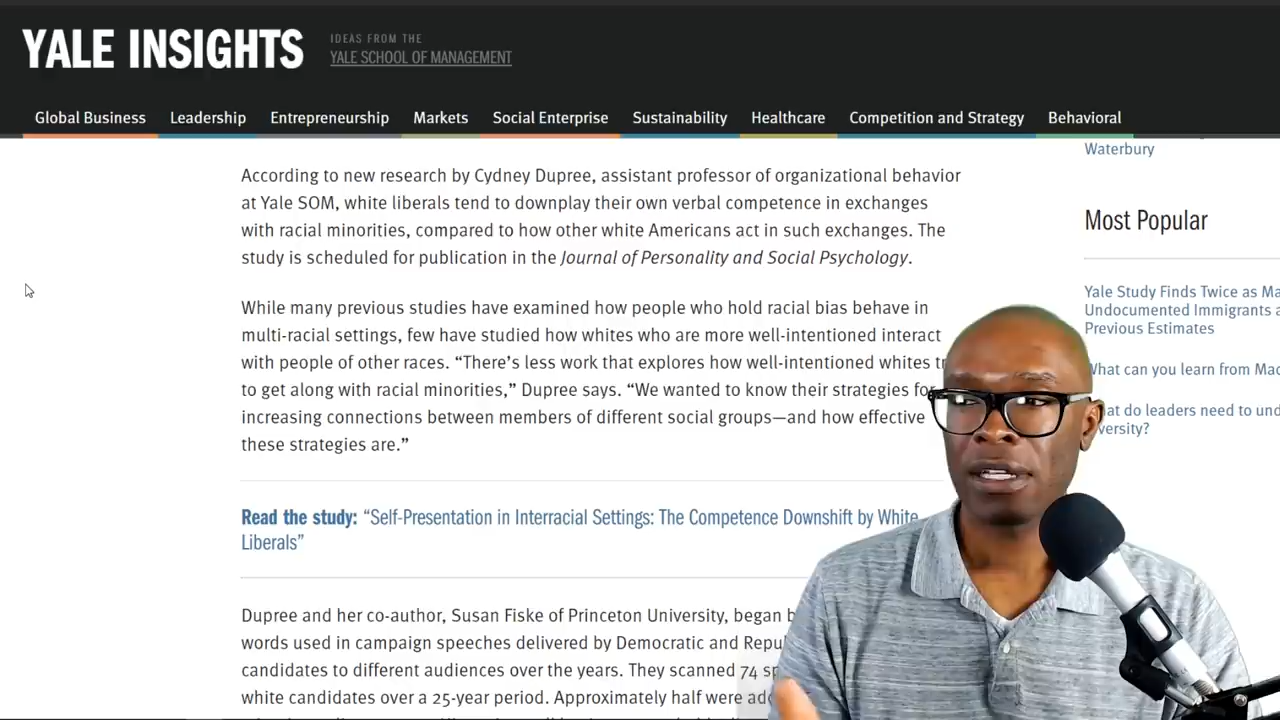 YALE INSIGHTS
IDEAS FROM THE
YALE SCHOOL OF MANAGEMENT
Global Business Leadership Entrepreneurship Markets Social Enterprise Sustainability Healthcare Competition and Strategy Behavioral
According to new research by Cydney Dupree, assistant professor of organizational behavior
at Yale SOM, white liberals tend to downplay their own verbal competence in exchanges
with racial minorities, compared to how other white Americans act in such exchanges. The
study is scheduled for publication in the Journal of Personality and Social Psychology.
While many previous studies have examined how people who hold racial bias behave in
multi-racial settings, few have studied how whites who are more well-intentioned interact
with people of other races. “There’s less work that explores how well-intentioned whites
to get along with racial minorities,” Dupree says. “We wanted to know their strategies for
increasing connections between members of different social groups—and how effective
these strategies are.”
Read the study: “Self-Presentation in Interracial Settings: The Competence Downshift by White
Liberals”
Dupree and her co-author, Susan Fiske of Princeton University, began
words used in campaign speeches delivered by Democratic and
candidates to different audiences over the years. They scanned 74
white candidates over a 25-year period. Approximately half were
Waterbury
Most Popular
Yale Study Finds Twice as
Undocumented Immigrants
Previous Estimates
What can you learn from
do leaders need to